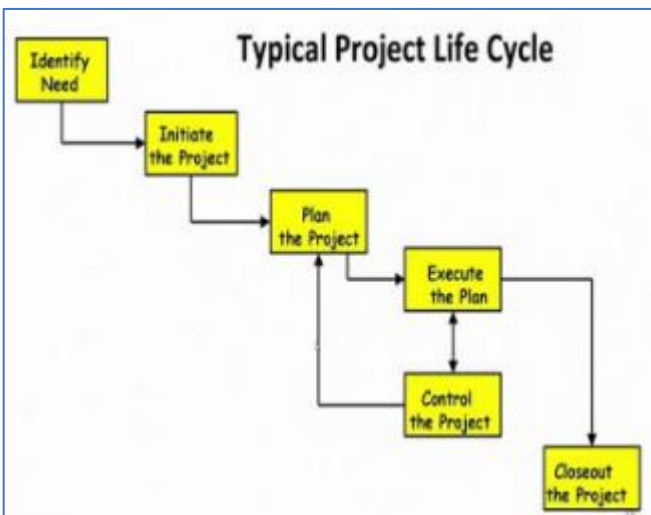 Typical Project Life Cycle
Identify
Need
Initiate
the Project
Plan
the Project
Execute
the Plan
Control
the Project
Closeout
the Project